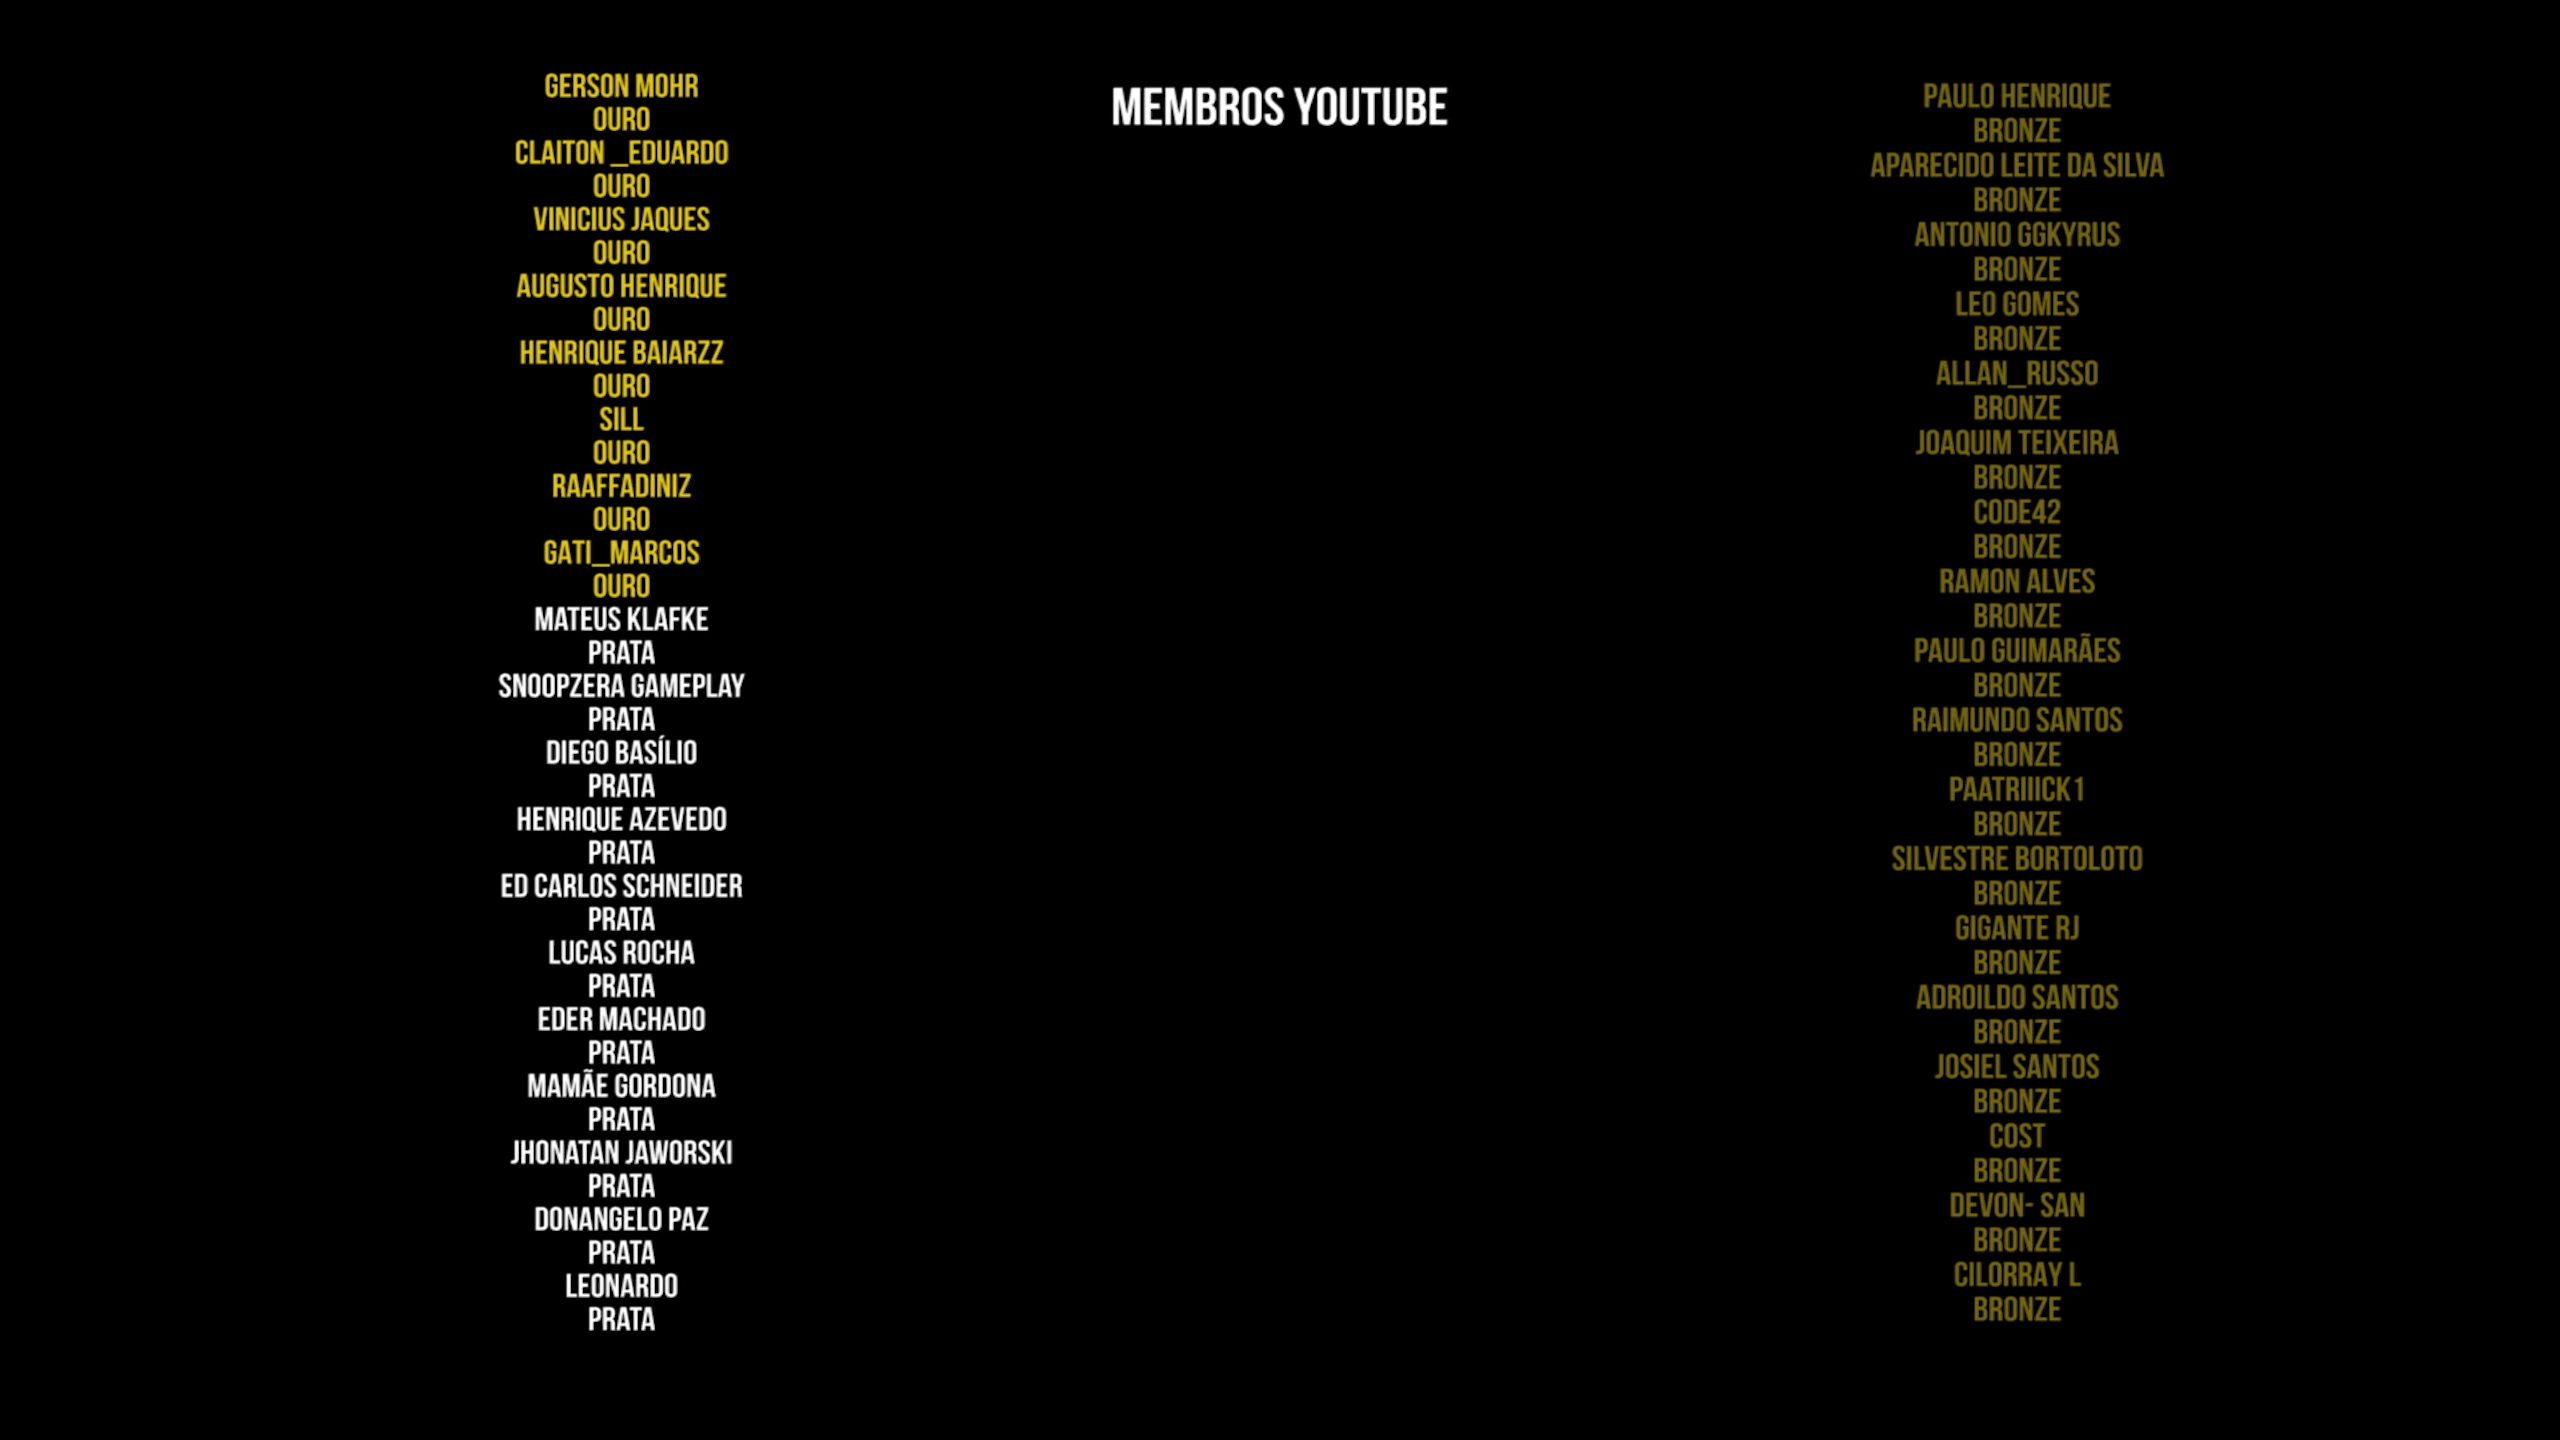 GERSON MOHR
OURO
CLAITON _EDUARDO
OURO
VINICIUS JAQUES
OURO
AUGUSTO HENRIQUE
OURO
HENRIQUE BAIARZZ
OURO
SILL
OURO
RAAFFADINIZ
OURO
GATI_MARCOS
OURO
MATEUS KLAFKE
PRATA
SNOOPZERA GAMEPLAY
PRATA
DIEGO BASÍLIO
PRATA
HENRIQUE AZEVEDO
PRATA
ED CARLOS SCHNEIDER
PRATA
LUCAS ROCHA
PRATA
EDER MACHADO
PRATA
MAMÃE GORDONA
PRATA
JHONATAN JAWORSKI
PRATA
DONANGELO PAZ
PRATA
LEONARDO
PRATA
MEMBROS YOUTUBE
PAULO HENRIQUE
BRONZE
APARECIDO LEITE DA SILVA
BRONZE
ANTONIO GGKYRUS
BRONZE
LEO GOMES
BRONZE
ALLAN_RUSSO
BRONZE
JOAQUIM TEIXEIRA
BRONZE
CODE42
BRONZE
RAMON ALVES
BRONZE
PAULO GUIMARÃES
BRONZE
RAIMUNDO SANTOS
BRONZE
PAATRIIICK1
BRONZE
SILVESTRE BORTOLOTO
BRONZE
GIGANTE RJ
BRONZE
ADROILDO SANTOS
BRONZE
JOSIEL SANTOS
BRONZE
COST
BRONZE
DEVON- SAN
BRONZE
CILORRAY L
BRONZE